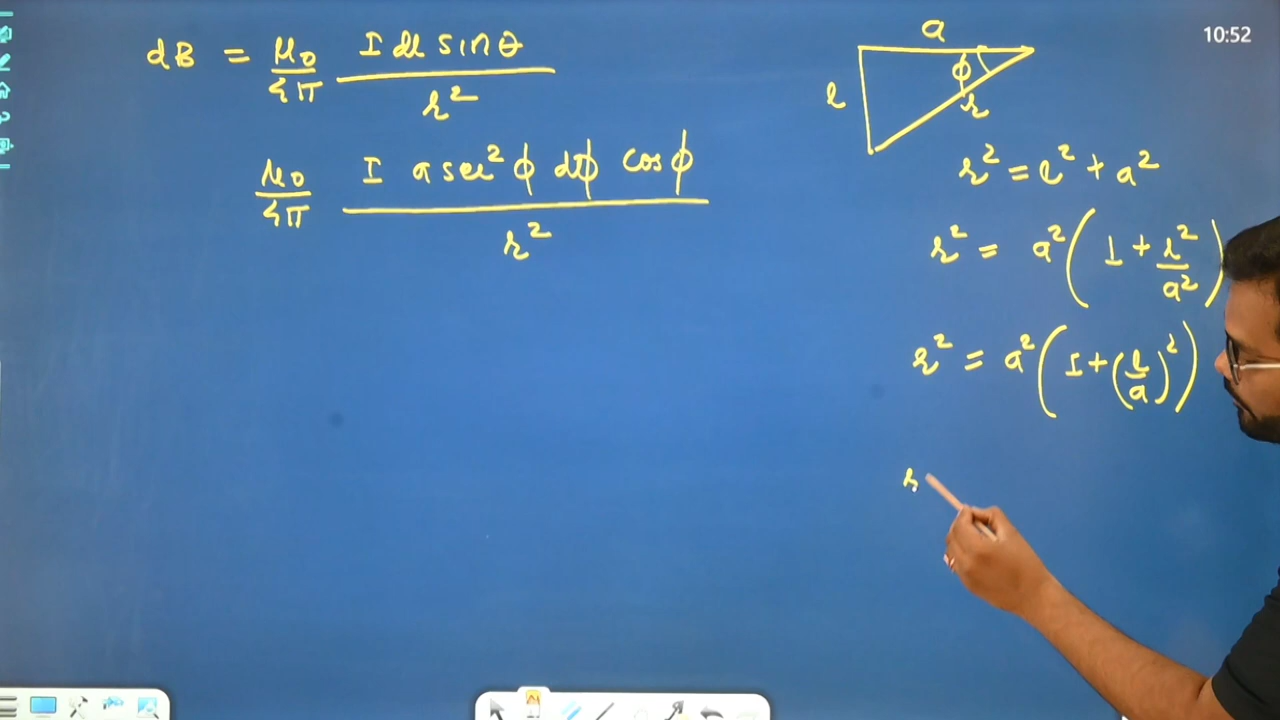 dB = μ₀/4π I dl sinθ / r²
μ₀/4π I a sec²ϕ dϕ cosϕ / r²
a
10:52
l
ϕ
r
r² = l² + a²
r² = a² ( 1 + l²/a² )
r² = a² ( 1 + (l/a)² )
r